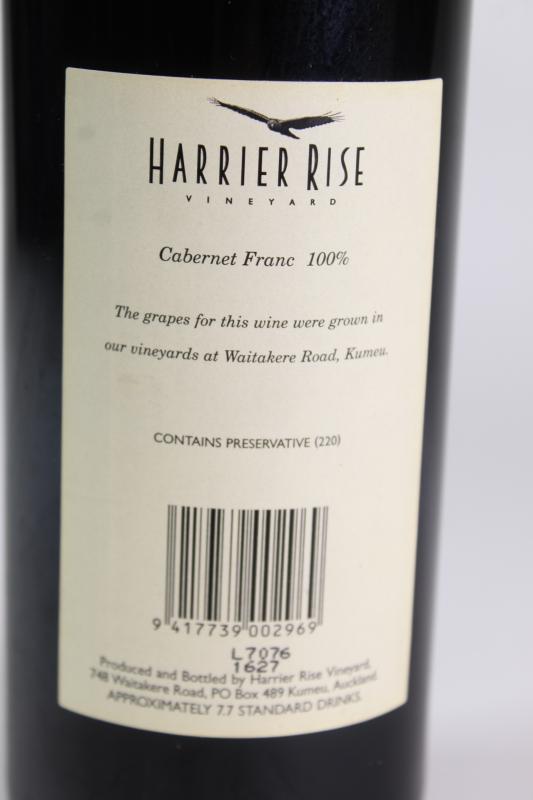 HARRIER RISE
VINEYARD
Cabernet Franc 100%
The grapes for this wine were grown in
our vineyards at Waitakere Road, Kumeu.
CONTAINS PRESERVATIVE (220)
9 417739 002969
L7076
1627
Produced and Bottled by Harrier Rise Vineyard,
748 Waitakere Road, PO Box 489 Kumeu, Auckland.
APPROXIMATELY 7.7 STANDARD DRINKS.